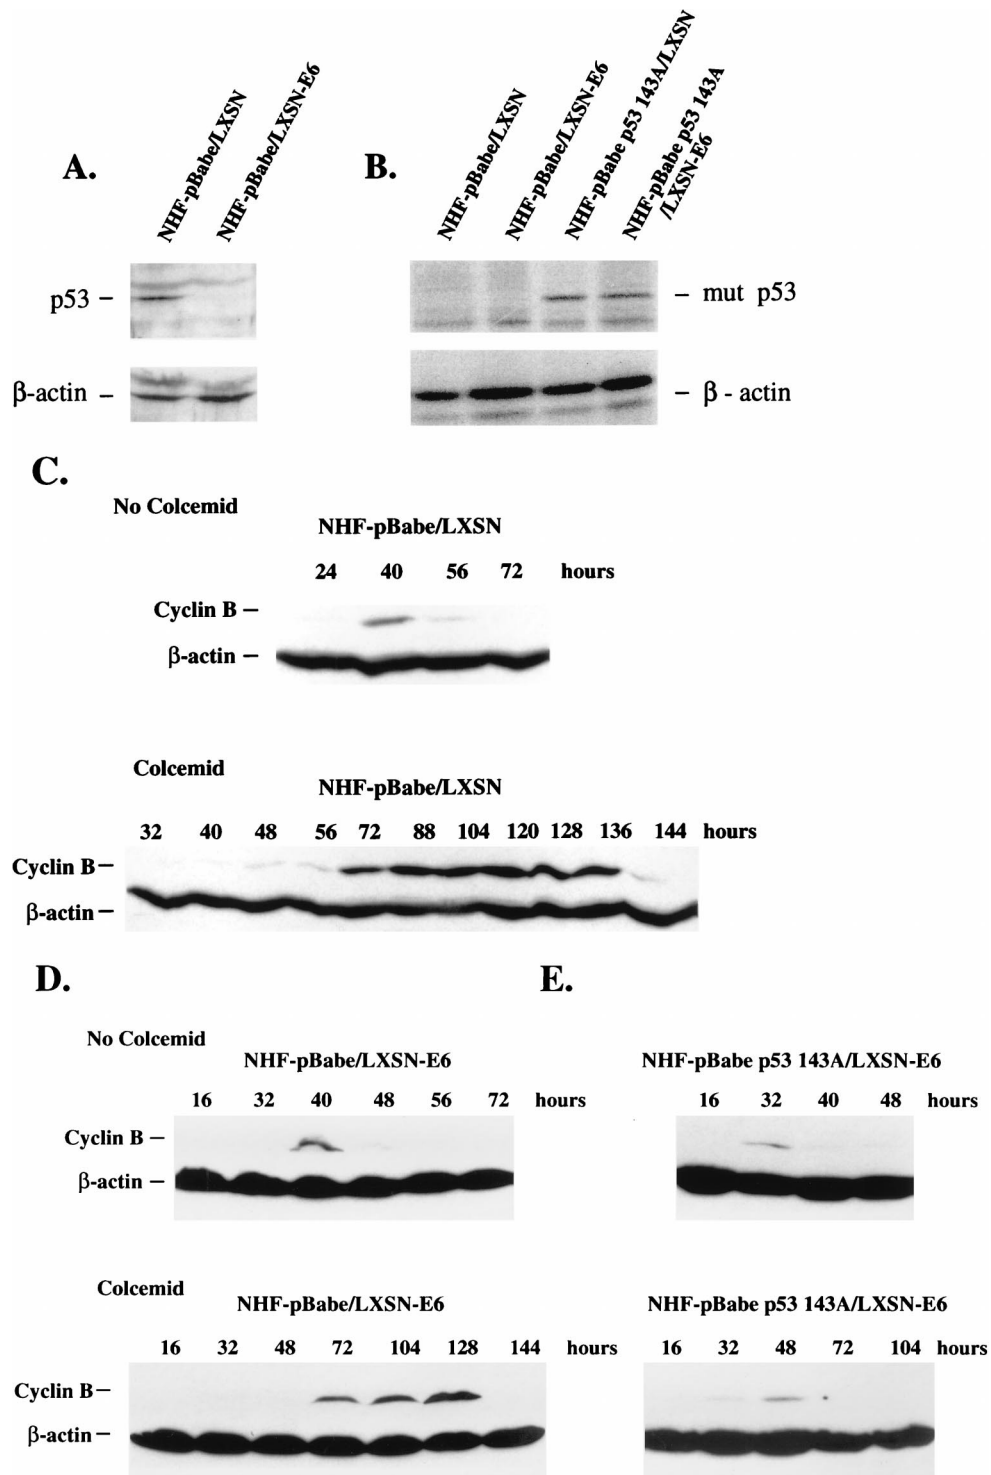 A.
NHF-pBabe/LXSN
NHF-pBabe/LXSN-E6
p53 –
β-actin –
B.
NHF-pBabe/LXSN
NHF-pBabe/LXSN-E6
NHF-pBabe p53 143A/LXSN
NHF-pBabe p53 143A
/LXSN-E6
– mut p53
– β - actin
C.
No Colcemid
NHF-pBabe/LXSN
24 40 56 72 hours
Cyclin B –
β-actin –
Colcemid
NHF-pBabe/LXSN
32 40 48 56 72 88 104 120 128 136 144 hours
Cyclin B –
β-actin –
D.
No Colcemid
NHF-pBabe/LXSN-E6
16 32 40 48 56 72 hours
Cyclin B –
β-actin –
Colcemid
NHF-pBabe/LXSN-E6
16 32 48 72 104 128 144 hours
Cyclin B –
β-actin –
E.
NHF-pBabe p53 143A/LXSN-E6
16 32 40 48 hours
NHF-pBabe p53 143A/LXSN-E6
16 32 48 72 104 hours